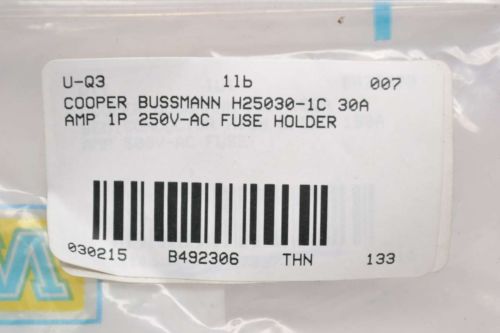 U-Q3 1lb 007
COOPER BUSSMANN H25030-1C 30A
AMP 1P 250V-AC FUSE HOLDER
030215 B492306 THN 133